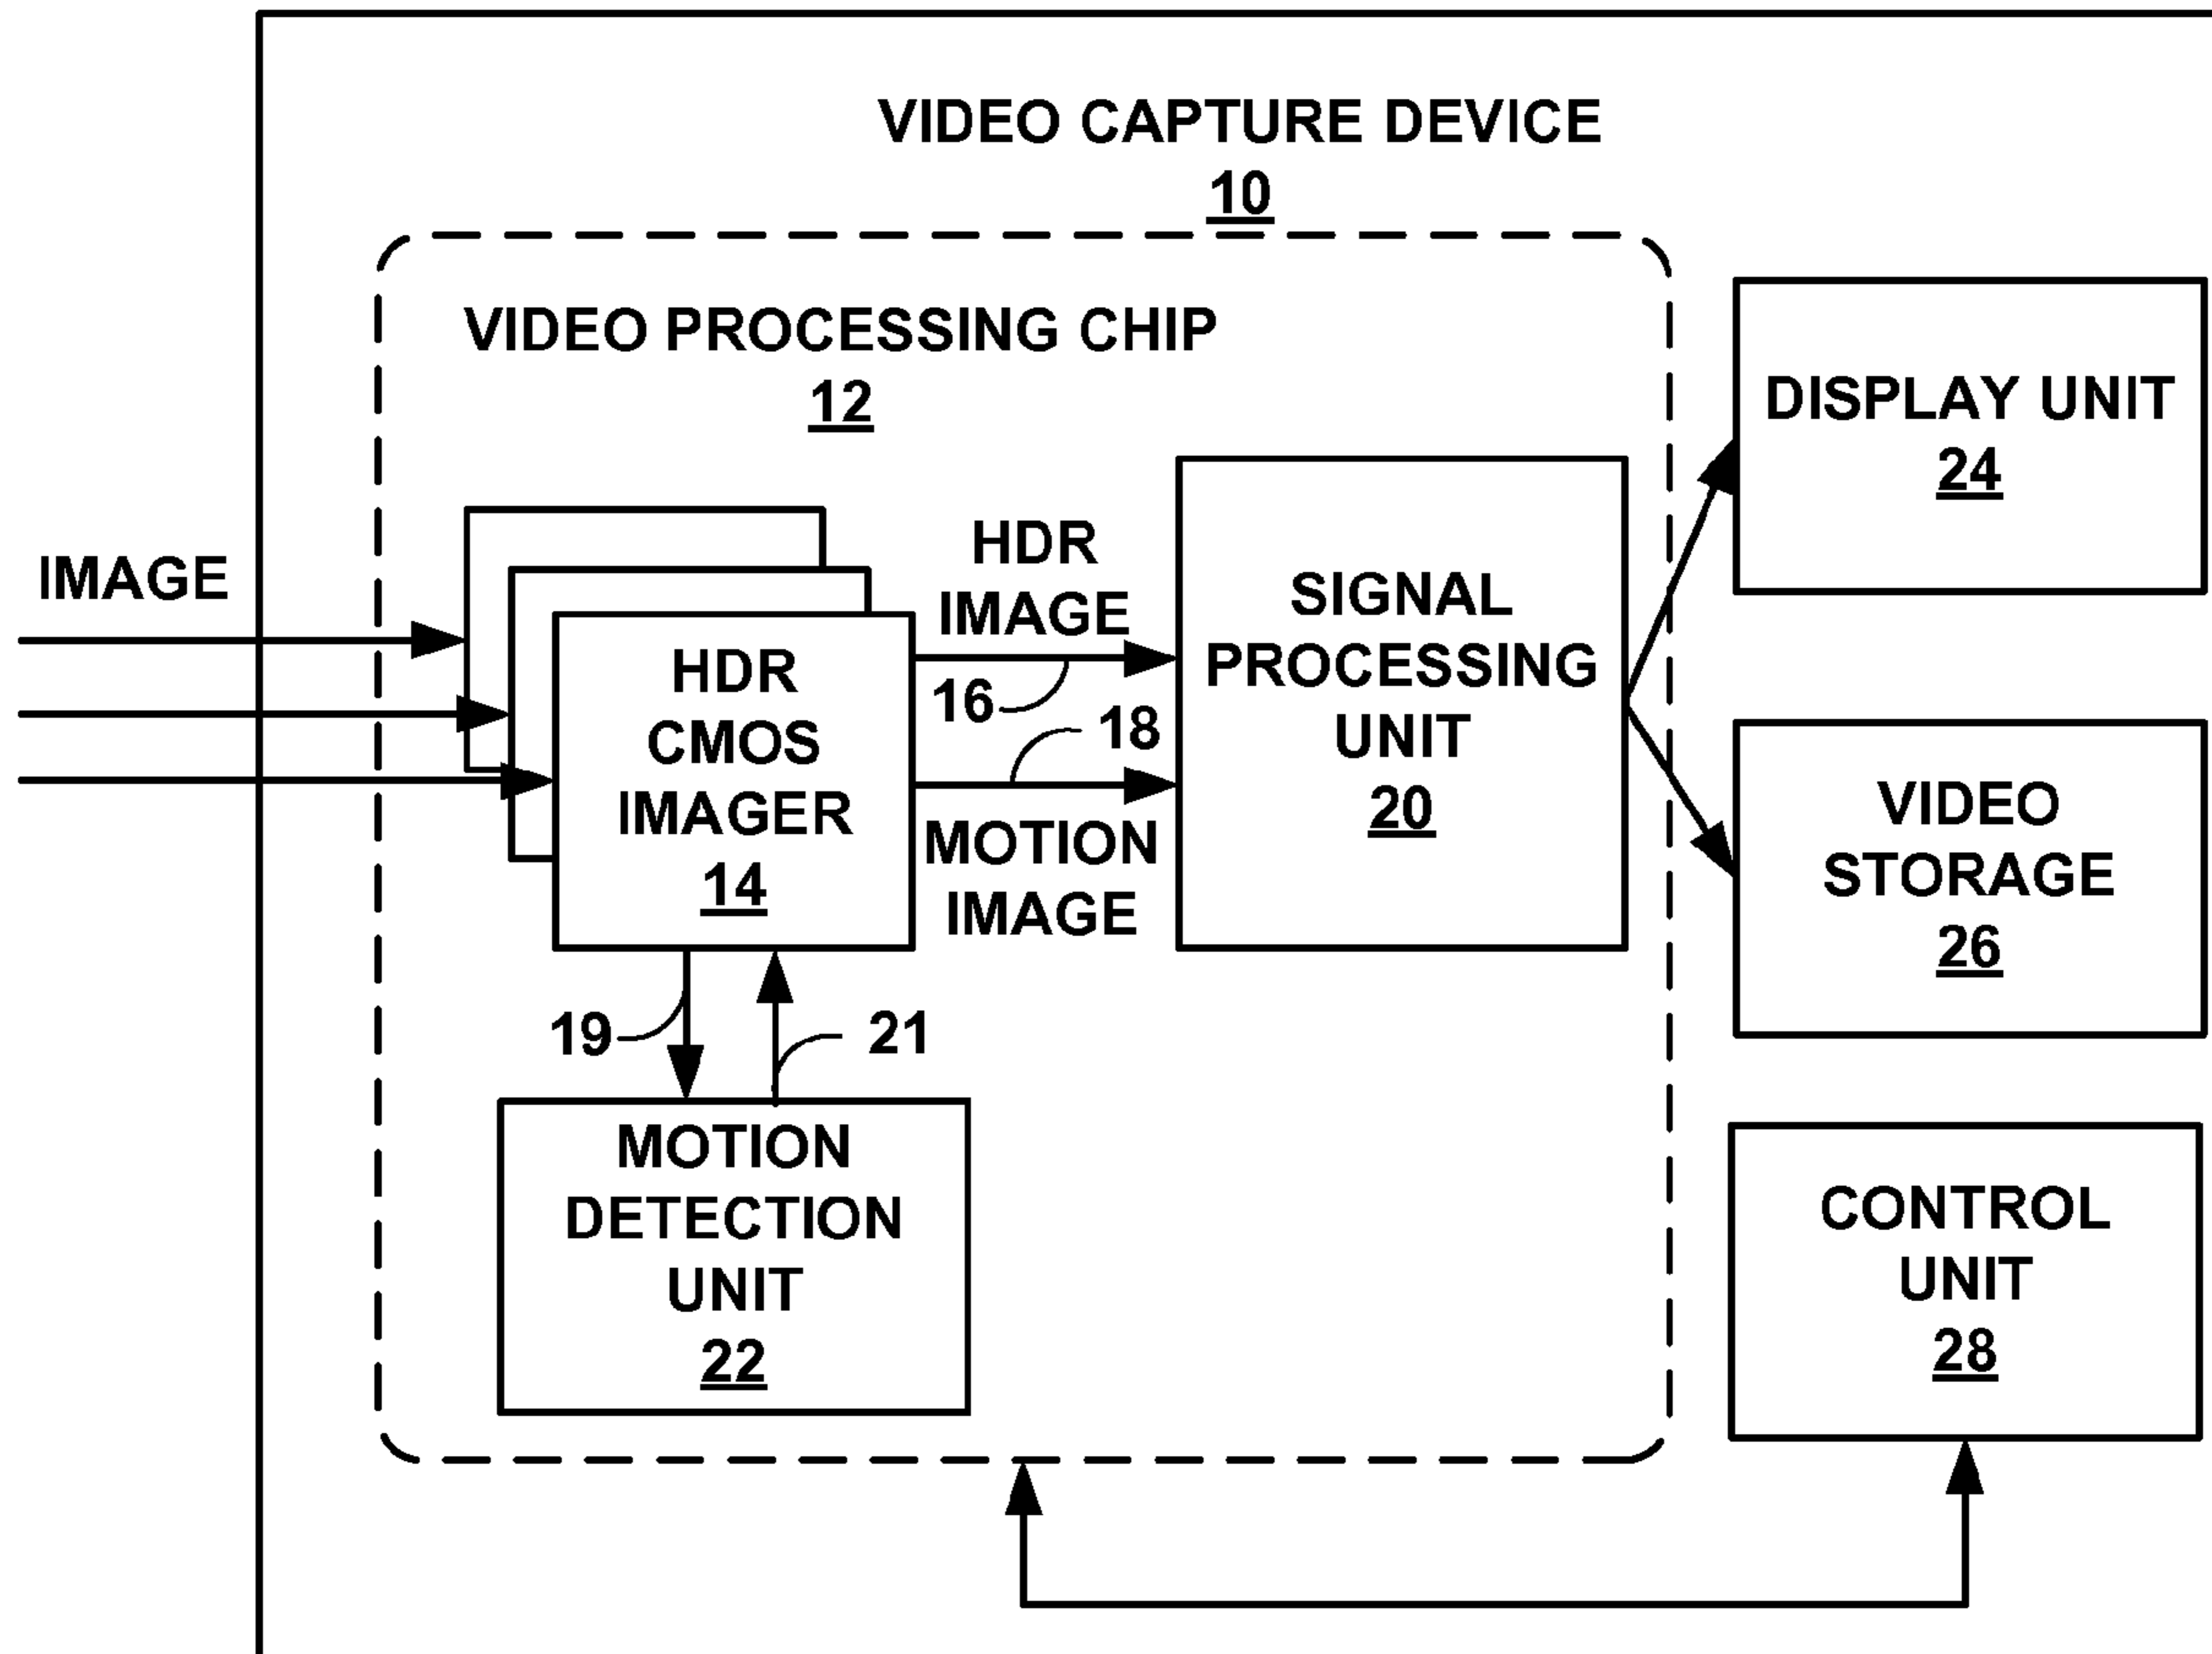 VIDEO CAPTURE DEVICE
10
VIDEO PROCESSING CHIP
12
IMAGE
HDR
CMOS
IMAGER
14
HDR
IMAGE
16
18
MOTION
IMAGE
SIGNAL
PROCESSING
UNIT
20
19
21
MOTION
DETECTION
UNIT
22
DISPLAY UNIT
24
VIDEO
STORAGE
26
CONTROL
UNIT
28